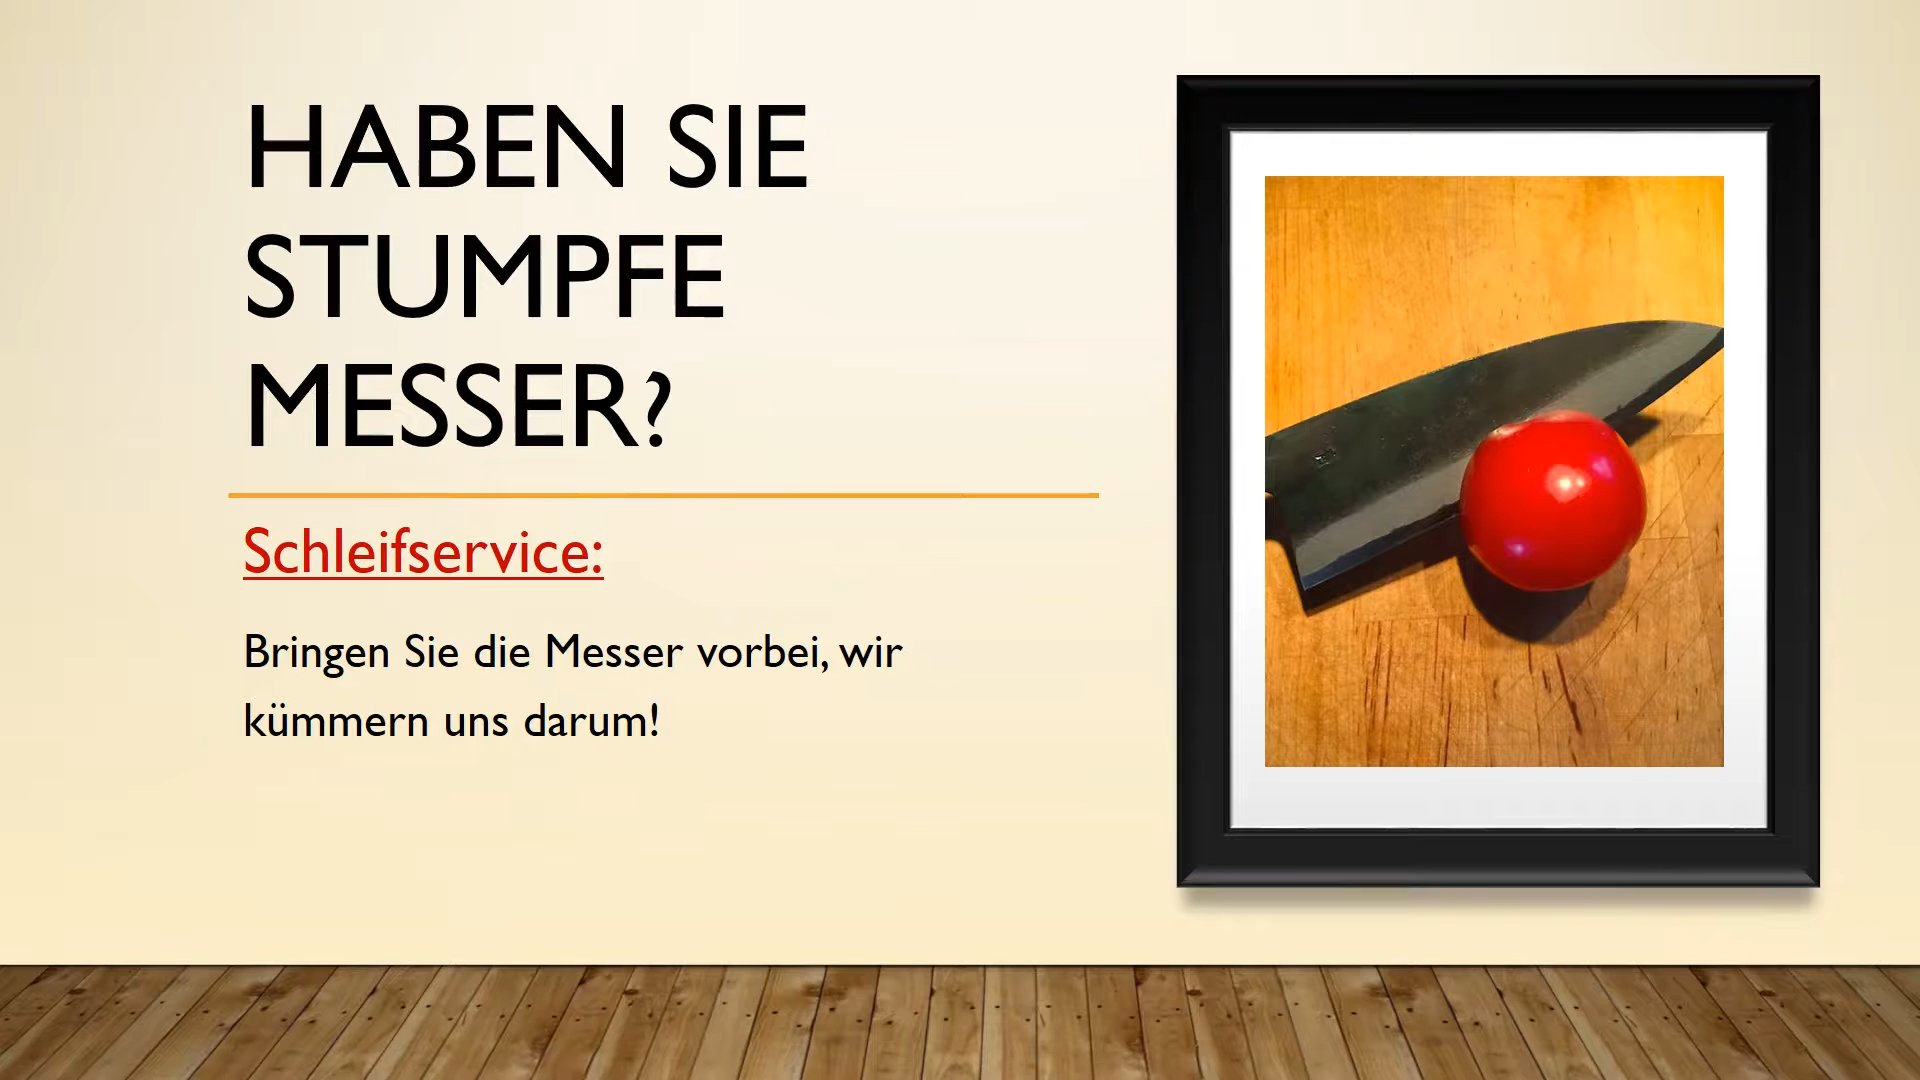 HABEN SIE
STUMPFE
MESSER?
Schleifservice:
Bringen Sie die Messer vorbei, wir
kümmern uns darum!